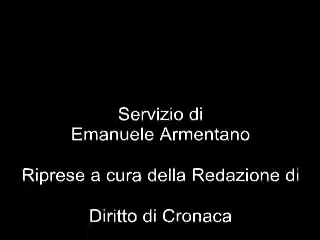 Servizio di
Emanuele Armentano
Riprese a cura della Redazione di
Diritto di Cronaca